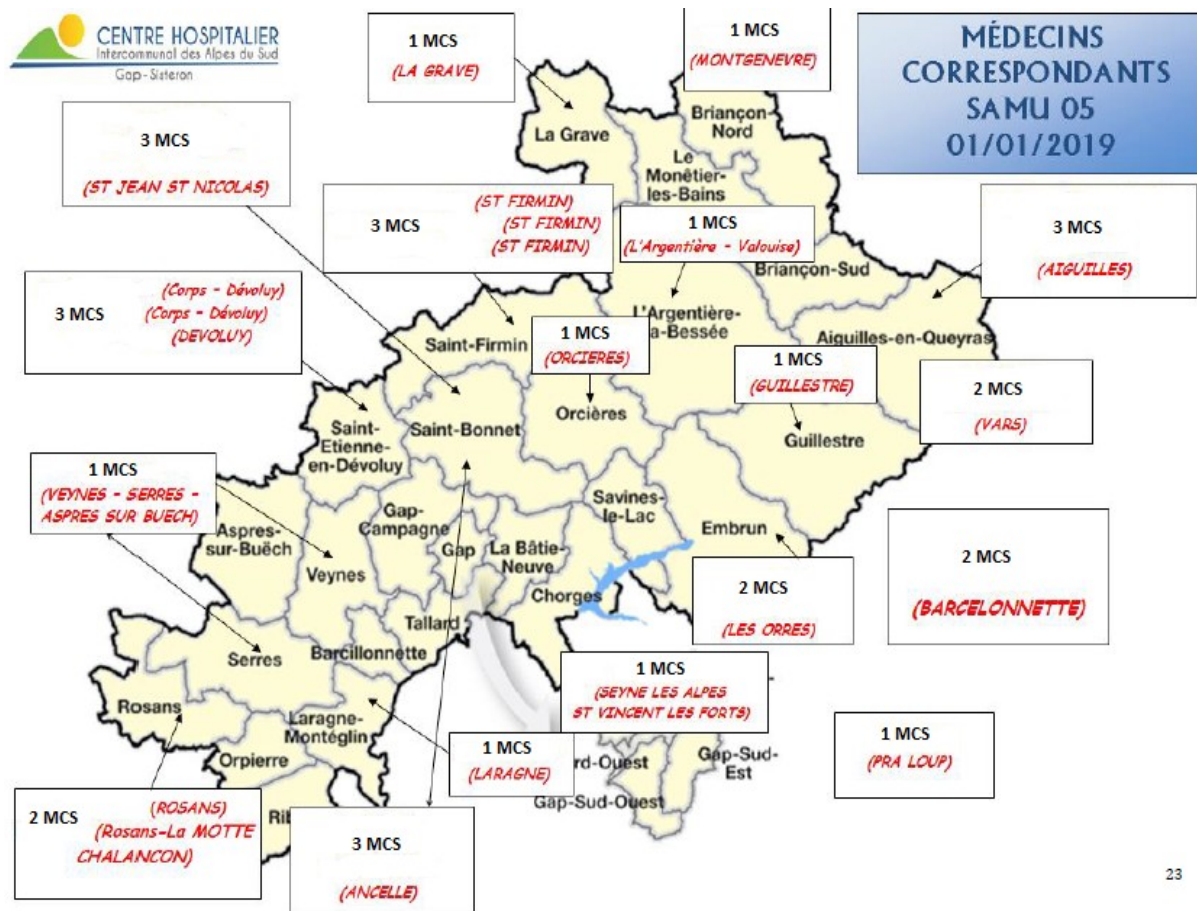 CENTRE HOSPITALIER
Intercommunal des Alpes du Sud
Gap-Sisteron
1 MCS
(LA GRAVE)
1 MCS
(MONTGENEVRE)
MÉDECINS
CORRESPONDANTS
SAMU 05
01/01/2019
3 MCS
(ST JEAN ST NICOLAS)
La Grave
Briançon-
Nord
Le
Monêtier-
les-Bains
3 MCS
(ST FIRMIN)
(ST FIRMIN)
(ST FIRMIN)
1 MCS
(L'Argentière - Valouise)
3 MCS
(AIGUILLES)
Briançon-Sud
3 MCS
(Corps - Dévoluy)
(Corps - Dévoluy)
(DEVOLUY)
L'Argentière-
la-Bessée
Aiguilles-en-Queyras
Saint-Firmin
1 MCS
(ORCIERES)
1 MCS
(GUILLESTRE)
2 MCS
(VARS)
Saint-
Etienne-
en-Dévoluy
Saint-Bonnet
Orcières
Guillestre
1 MCS
(VEYNES - SERRES -
ASPRES SUR BUECH)
Aspres-
sur-Buëch
Gap-
Campagne
Savines-
le-Lac
Embrun
Veynes
Gap
La Bâtie-
Neuve
Chorges
2 MCS
(LES ORRES)
2 MCS
(BARCELONNETTE)
Tallard
Barcillonnette
Serres
1 MCS
(SEYNE LES ALPES
ST VINCENT LES FORTS)
Rosans
Laragne-
Montéglin
Orpierre
1 MCS
(LARAGNE)
rd-Ouest
Gap-Sud-
Est
Gap-Sud-Ouest
1 MCS
(PRA LOUP)
2 MCS
(ROSANS)
(Rosans-La MOTTE
CHALANCON)
Rib
3 MCS
(ANCELLE)
23